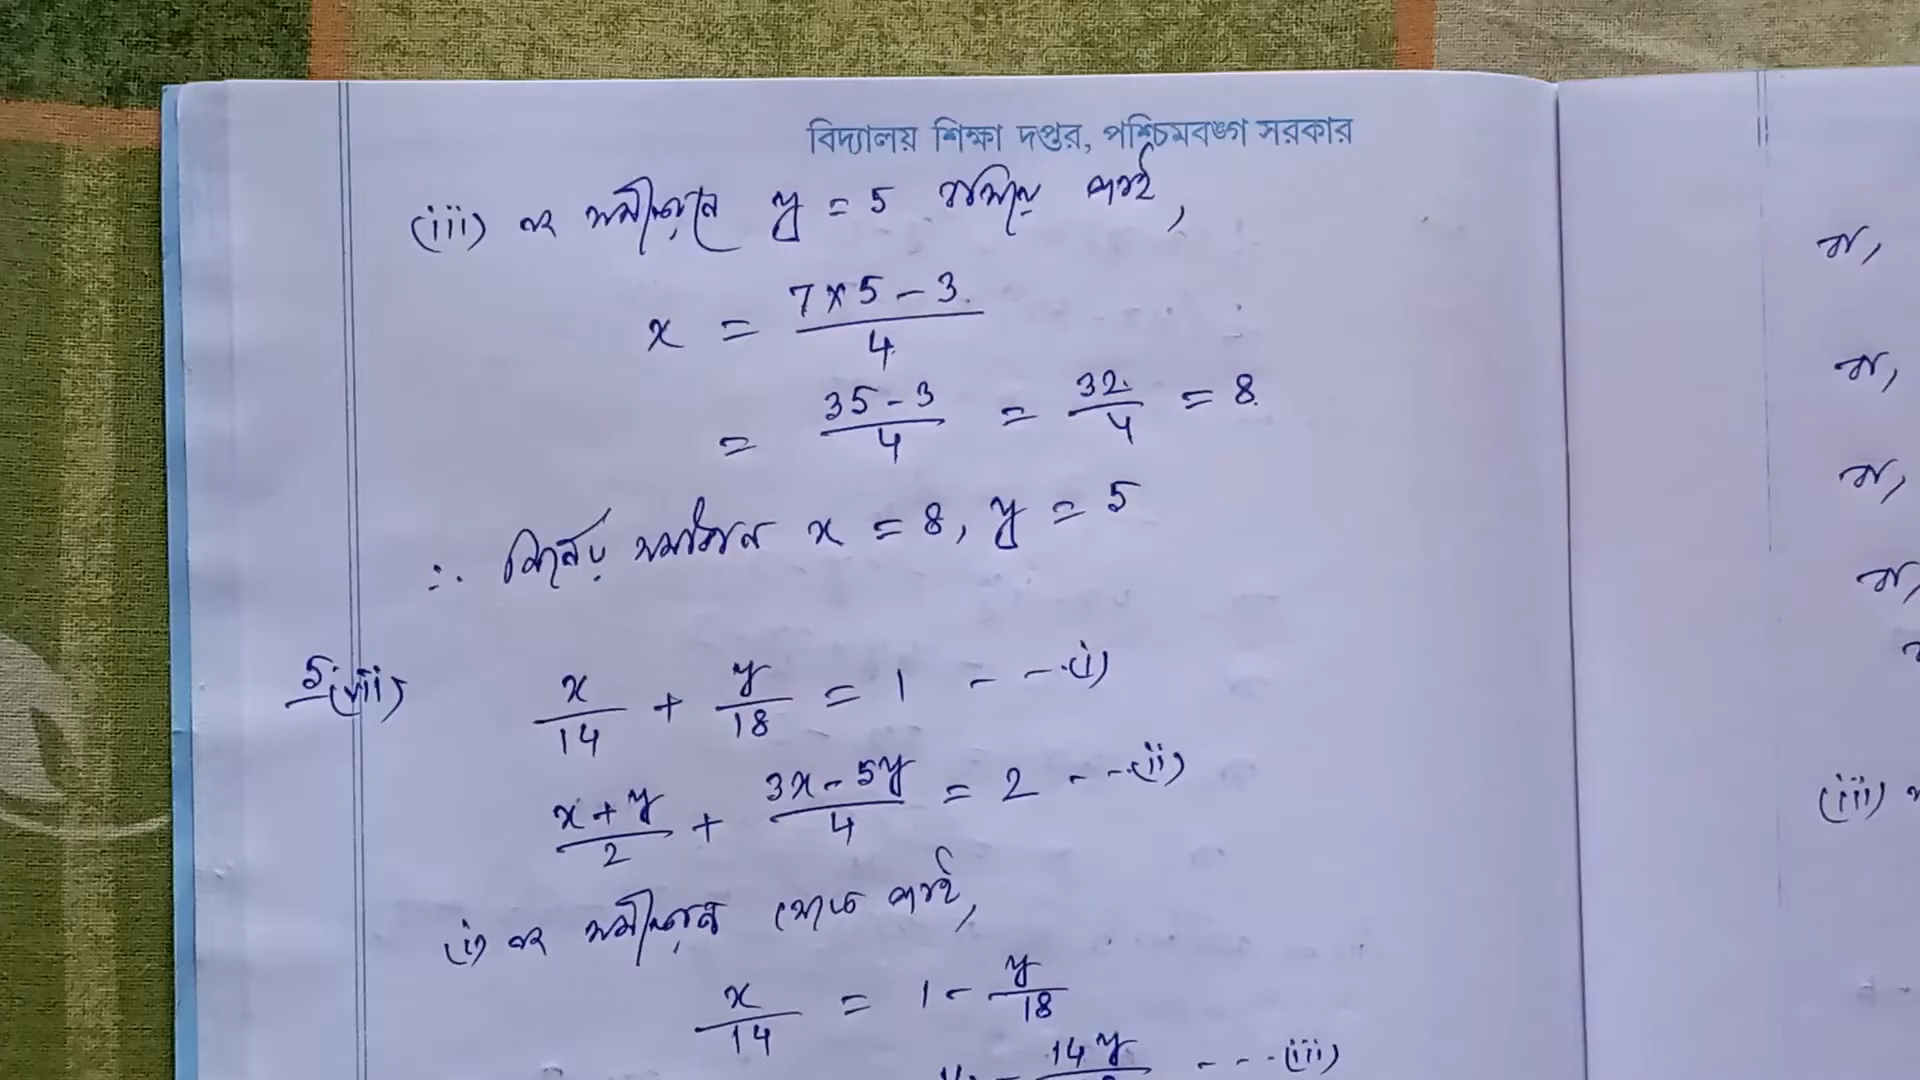 বিদ্যালয় শিক্ষা দপ্তর, পশ্চিমবঙ্গ সরকার
(iii) নং সমীকরণে y = 5 বসিয়ে পাই,
x = 7×5-3/4
= 35-3/4 = 32/4 = 8
∴ নির্ণেয় সমাধান x = 8, y = 5
5(vii) x/14 + y/18 = 1 - - (i)
x+y/2 + 3x-5y/4 = 2 - - (ii)
(i) নং সমীকরণ থেকে পাই,
x/14 = 1 - y/18
14y - - - (iii)
বা,
বা,
বা,
বা,
(iii)